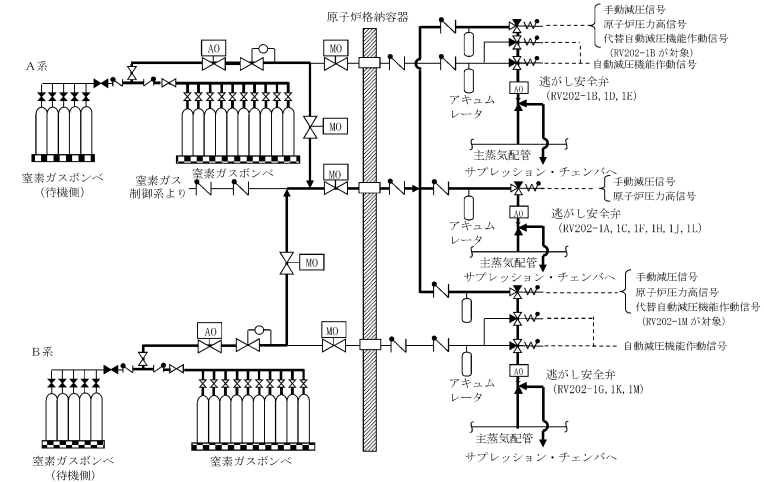 原子炉格納容器
手動減圧信号
原子炉圧力高信号
代替自動減圧機能作動信号
(RV202-1Bが対象)
自動減圧機能作動信号
AO
MO
A系
AO
逃がし安全弁
(RV202-1B,1D,1E)
アキュム
レータ
MO
主蒸気配管
サプレッション・チェンバへ
窒素ガスボンベ
(待機側)
窒素ガスボンベ
窒素ガス
制御系より
MO
手動減圧信号
原子炉圧力高信号
AO
逃がし安全弁
(RV202-1A,1C,1F,1H,1J,1L)
アキュム
レータ
主蒸気配管
サプレッション・チェンバへ
MO
手動減圧信号
原子炉圧力高信号
代替自動減圧機能作動信号
(RV202-1Mが対象)
自動減圧機能作動信号
AO
MO
B系
AO
逃がし安全弁
(RV202-1G,1K,1M)
アキュム
レータ
主蒸気配管
サプレッション・チェンバへ
窒素ガスボンベ
(待機側)
窒素ガスボンベ